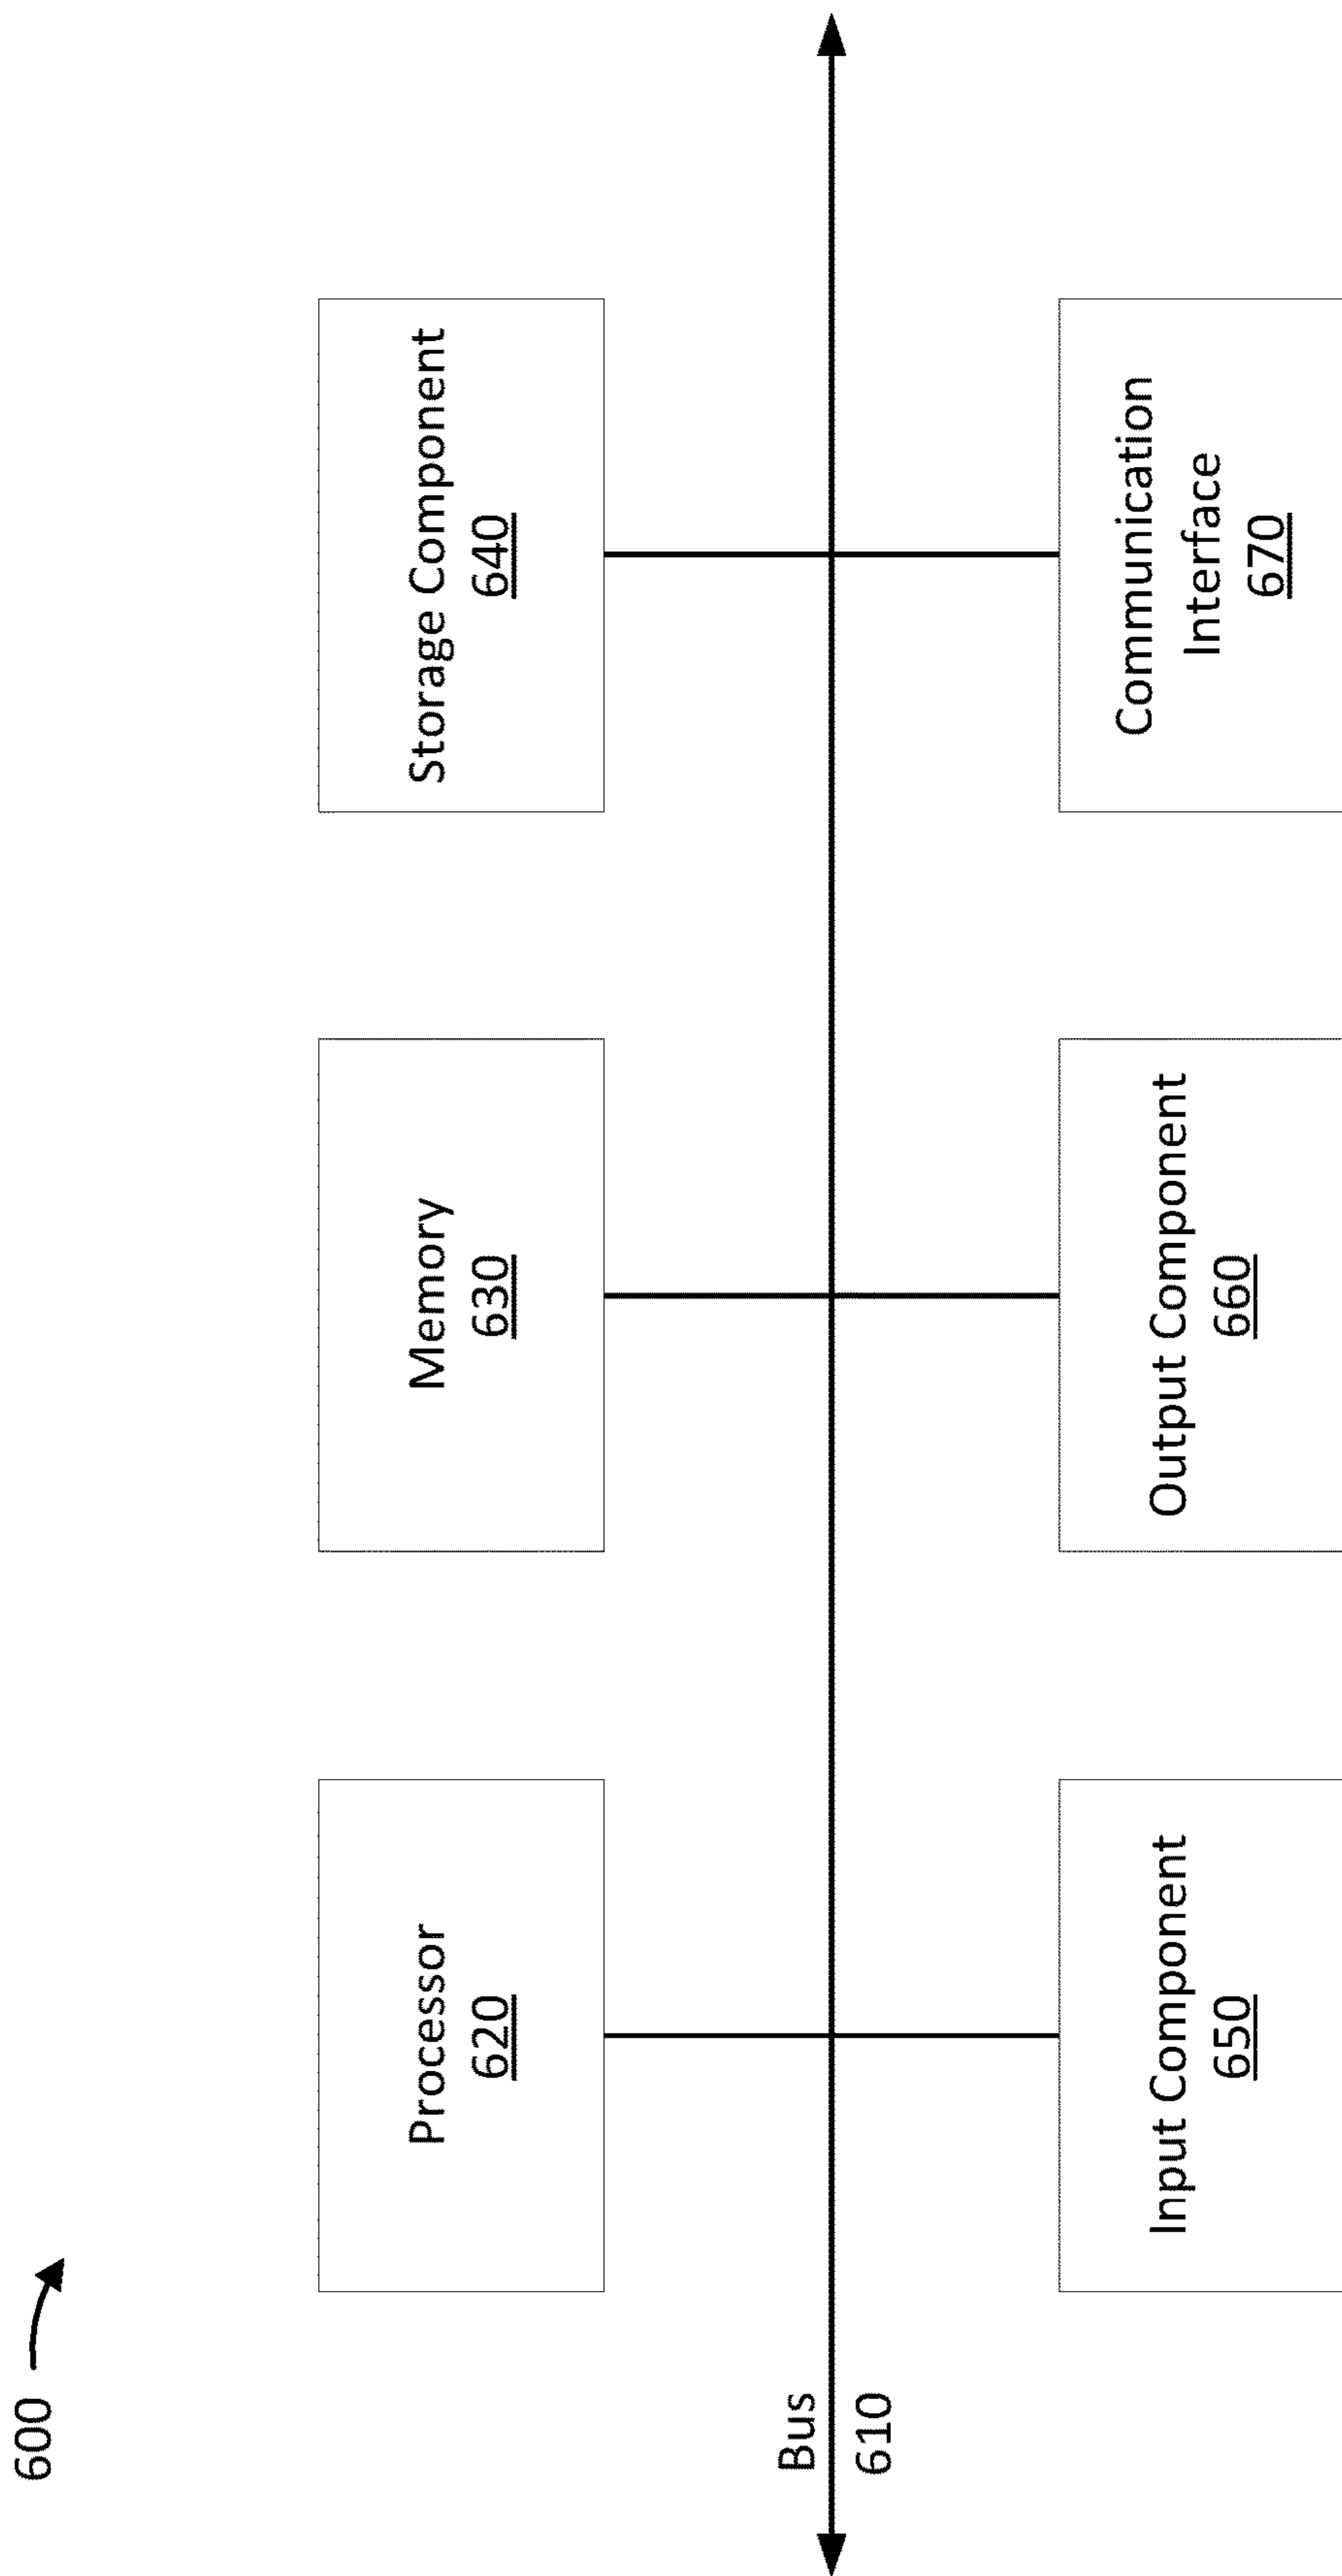 600
Processor
620
Memory
630
Storage Component
640
Bus
610
Input Component
650
Output Component
660
Communication
Interface
670